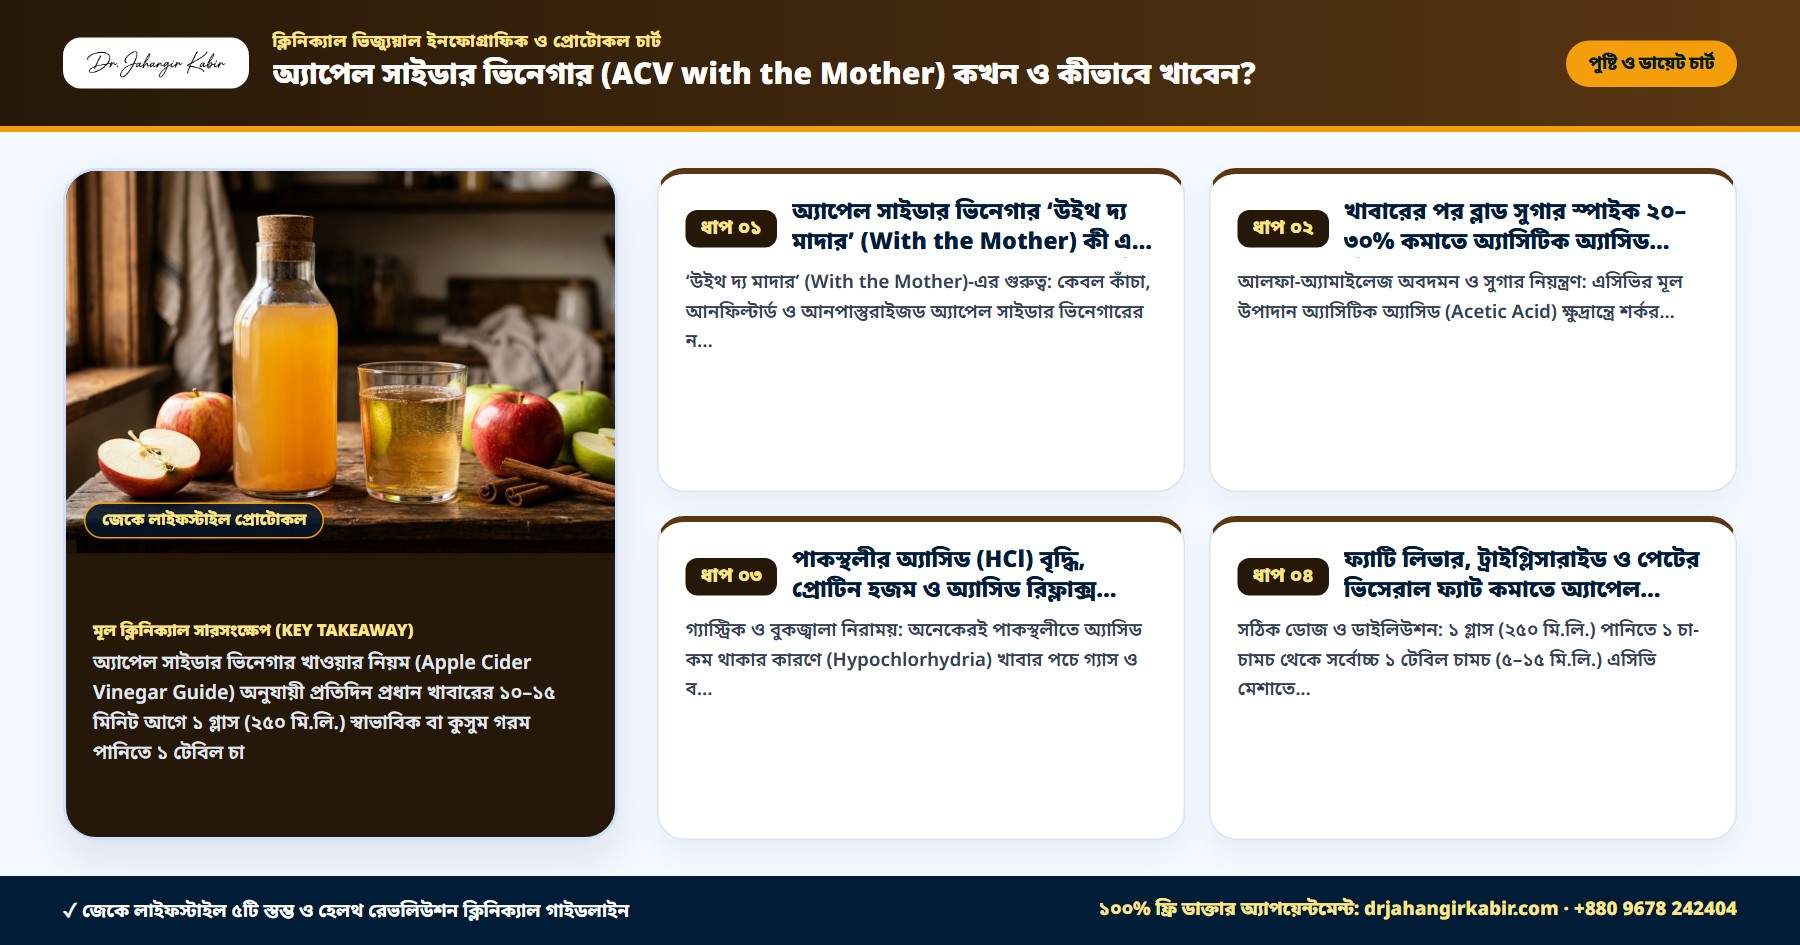 Dr. Jahangir Kabir
ক্লিনিক্যাল ভিজ্যুয়াল ইনফোগ্রাফিক ও প্রোটোকল চার্ট
অ্যাপেল সাইডার ভিনেগার (ACV with the Mother) কখন ও কীভাবে খাবেন?
পুষ্টি ও ডায়েট চার্ট
জেকে লাইফস্টাইল প্রোটোকল
মূল ক্লিনিক্যাল সারসংক্ষেপ (KEY TAKEAWAY)
অ্যাপেল সাইডার ভিনেগার খাওয়ার নিয়ম (Apple Cider
Vinegar Guide) অনুযায়ী প্রতিদিন প্রধান খাবারের ১০–১৫
মিনিট আগে ১ গ্লাস (২৫০ মি.লি.) স্বাভাবিক বা কুসুম গরম
পানিতে ১ টেবিল চা
ধাপ ০১
অ্যাপেল সাইডার ভিনেগার ‘উইথ দ্য
মাদার’ (With the Mother) কী এ...
‘উইথ দ্য মাদার’ (With the Mother)-এর গুরুত্ব: কেবল কাঁচা,
আনফিল্টার্ড ও আনপাস্তুরাইজড অ্যাপেল সাইডার ভিনেগারের
ন...
ধাপ ০২
খাবারের পর ব্লাড সুগার স্পাইক ২০–
৩০% কমাতে অ্যাসিটিক অ্যাসিড...
আলফা-অ্যামাইলেজ অবদমন ও সুগার নিয়ন্ত্রণ: এসিভির মূল
উপাদান অ্যাসিটিক অ্যাসিড (Acetic Acid) ক্ষুদ্রান্ত্রে শর্কর...
ধাপ ০৩
পাকস্থলীর অ্যাসিড (HCl) বৃদ্ধি,
প্রোটিন হজম ও অ্যাসিড রিফ্লাক্স...
গ্যাস্ট্রিক ও বুকজ্বালা নিরাময়: অনেকেরই পাকস্থলীতে অ্যাসিড
কম থাকার কারণে (Hypochlorhydria) খাবার পচে গ্যাস ও
ব...
ধাপ ০৪
ফ্যাটি লিভার, ট্রাইগ্লিসারাইড ও পেটের
ভিসেরাল ফ্যাট কমাতে অ্যাপেল...
সঠিক ডোজ ও ডাইলিউশন: ১ গ্লাস (২৫০ মি.লি.) পানিতে ১ চা-
চামচ থেকে সর্বোচ্চ ১ টেবিল চামচ (৫–১৫ মি.লি.) এসিভি
মেশাতে...
✓ জেকে লাইফস্টাইল ৫টি স্তম্ভ ও হেলথ রেভলিউশন ক্লিনিক্যাল গাইডলাইন
১০০% ফ্রি ডাক্তার অ্যাপয়েন্টমেন্ট: drjahangirkabir.com · +880 9678 242404